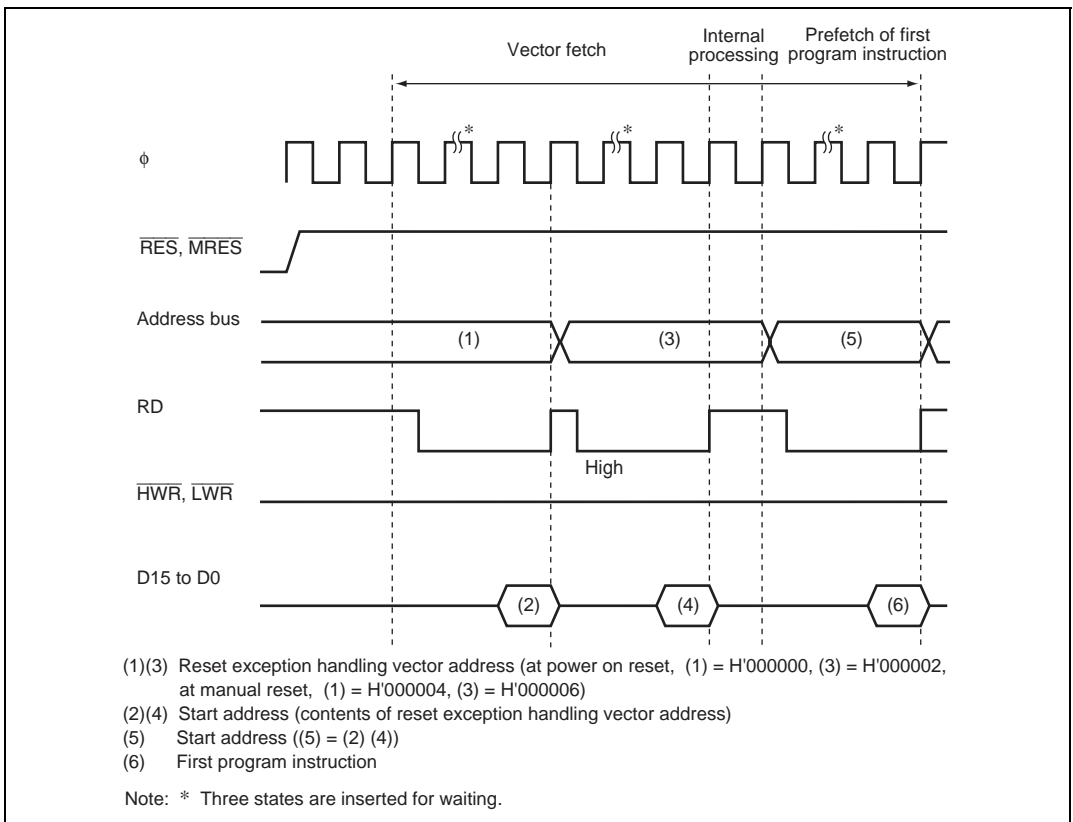 Vector fetch
Internal processing
Prefetch of first program instruction
*
*
*
ϕ
RES, MRES
Address bus
(1)
(3)
(5)
RD
High
HWR, LWR
D15 to D0
(2)
(4)
(6)
(1)(3) Reset exception handling vector address (at power on reset, (1) = H'000000, (3) = H'000002,
at manual reset, (1) = H'000004, (3) = H'000006)
(2)(4) Start address (contents of reset exception handling vector address)
(5) Start address ((5) = (2) (4))
(6) First program instruction
Note: * Three states are inserted for waiting.